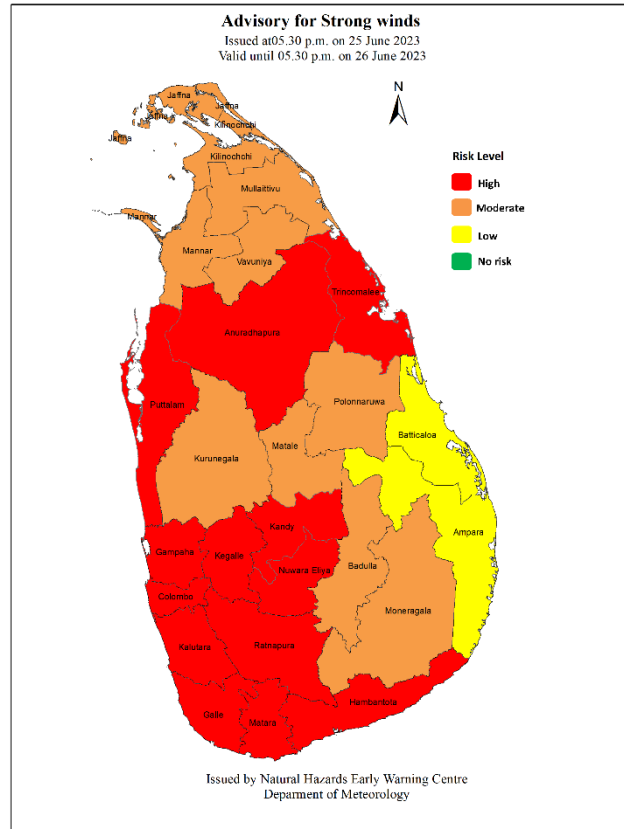 Advisory for Strong winds
Issued at05.30 p.m. on 25 June 2023
Valid until 05.30 p.m. on 26 June 2023
N
Risk Level
High
Moderate
Low
No risk
Jaffna
Jaffna
Jaffna
Jaffna
Kilinochchi
Kilinochchi
Mullaittivu
Mannar
Mannar
Vavuniya
Trincomalee
Anuradhapura
Puttalam
Polonnaruwa
Batticaloa
Kurunegala
Matale
Ampara
Kandy
Gampaha
Kegalle
Nuwara Eliya
Badulla
Colombo
Moneragala
Kalutara
Ratnapura
Hambantota
Galle
Matara
Issued by Natural Hazards Early Warning Centre
Deparment of Meteorology